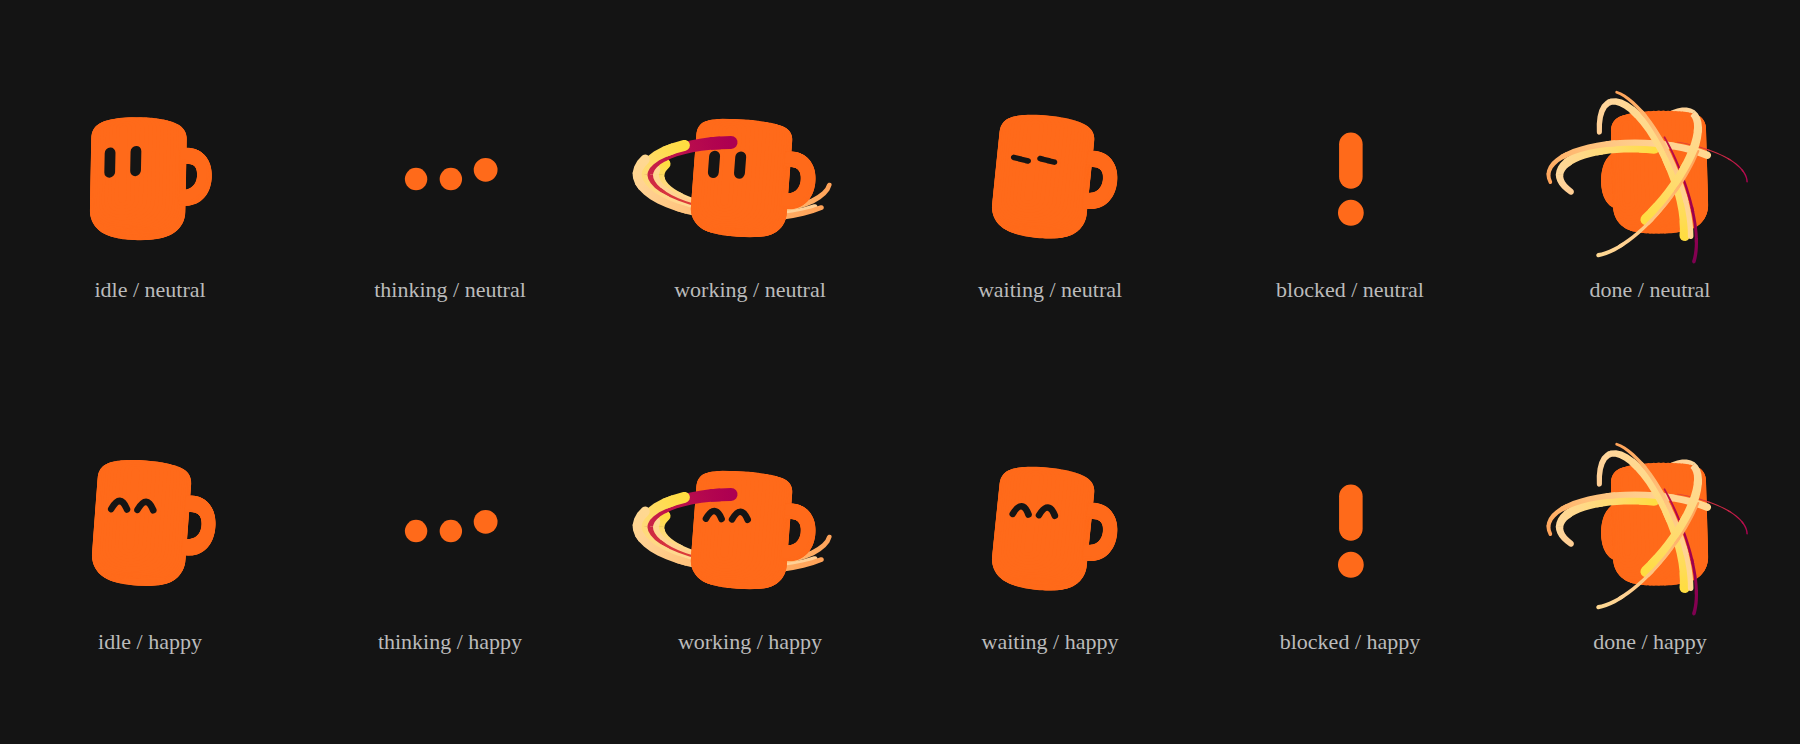 idle / neutral
thinking / neutral
working / neutral
waiting / neutral
blocked / neutral
done / neutral
idle / happy
thinking / happy
working / happy
waiting / happy
blocked / happy
done / happy